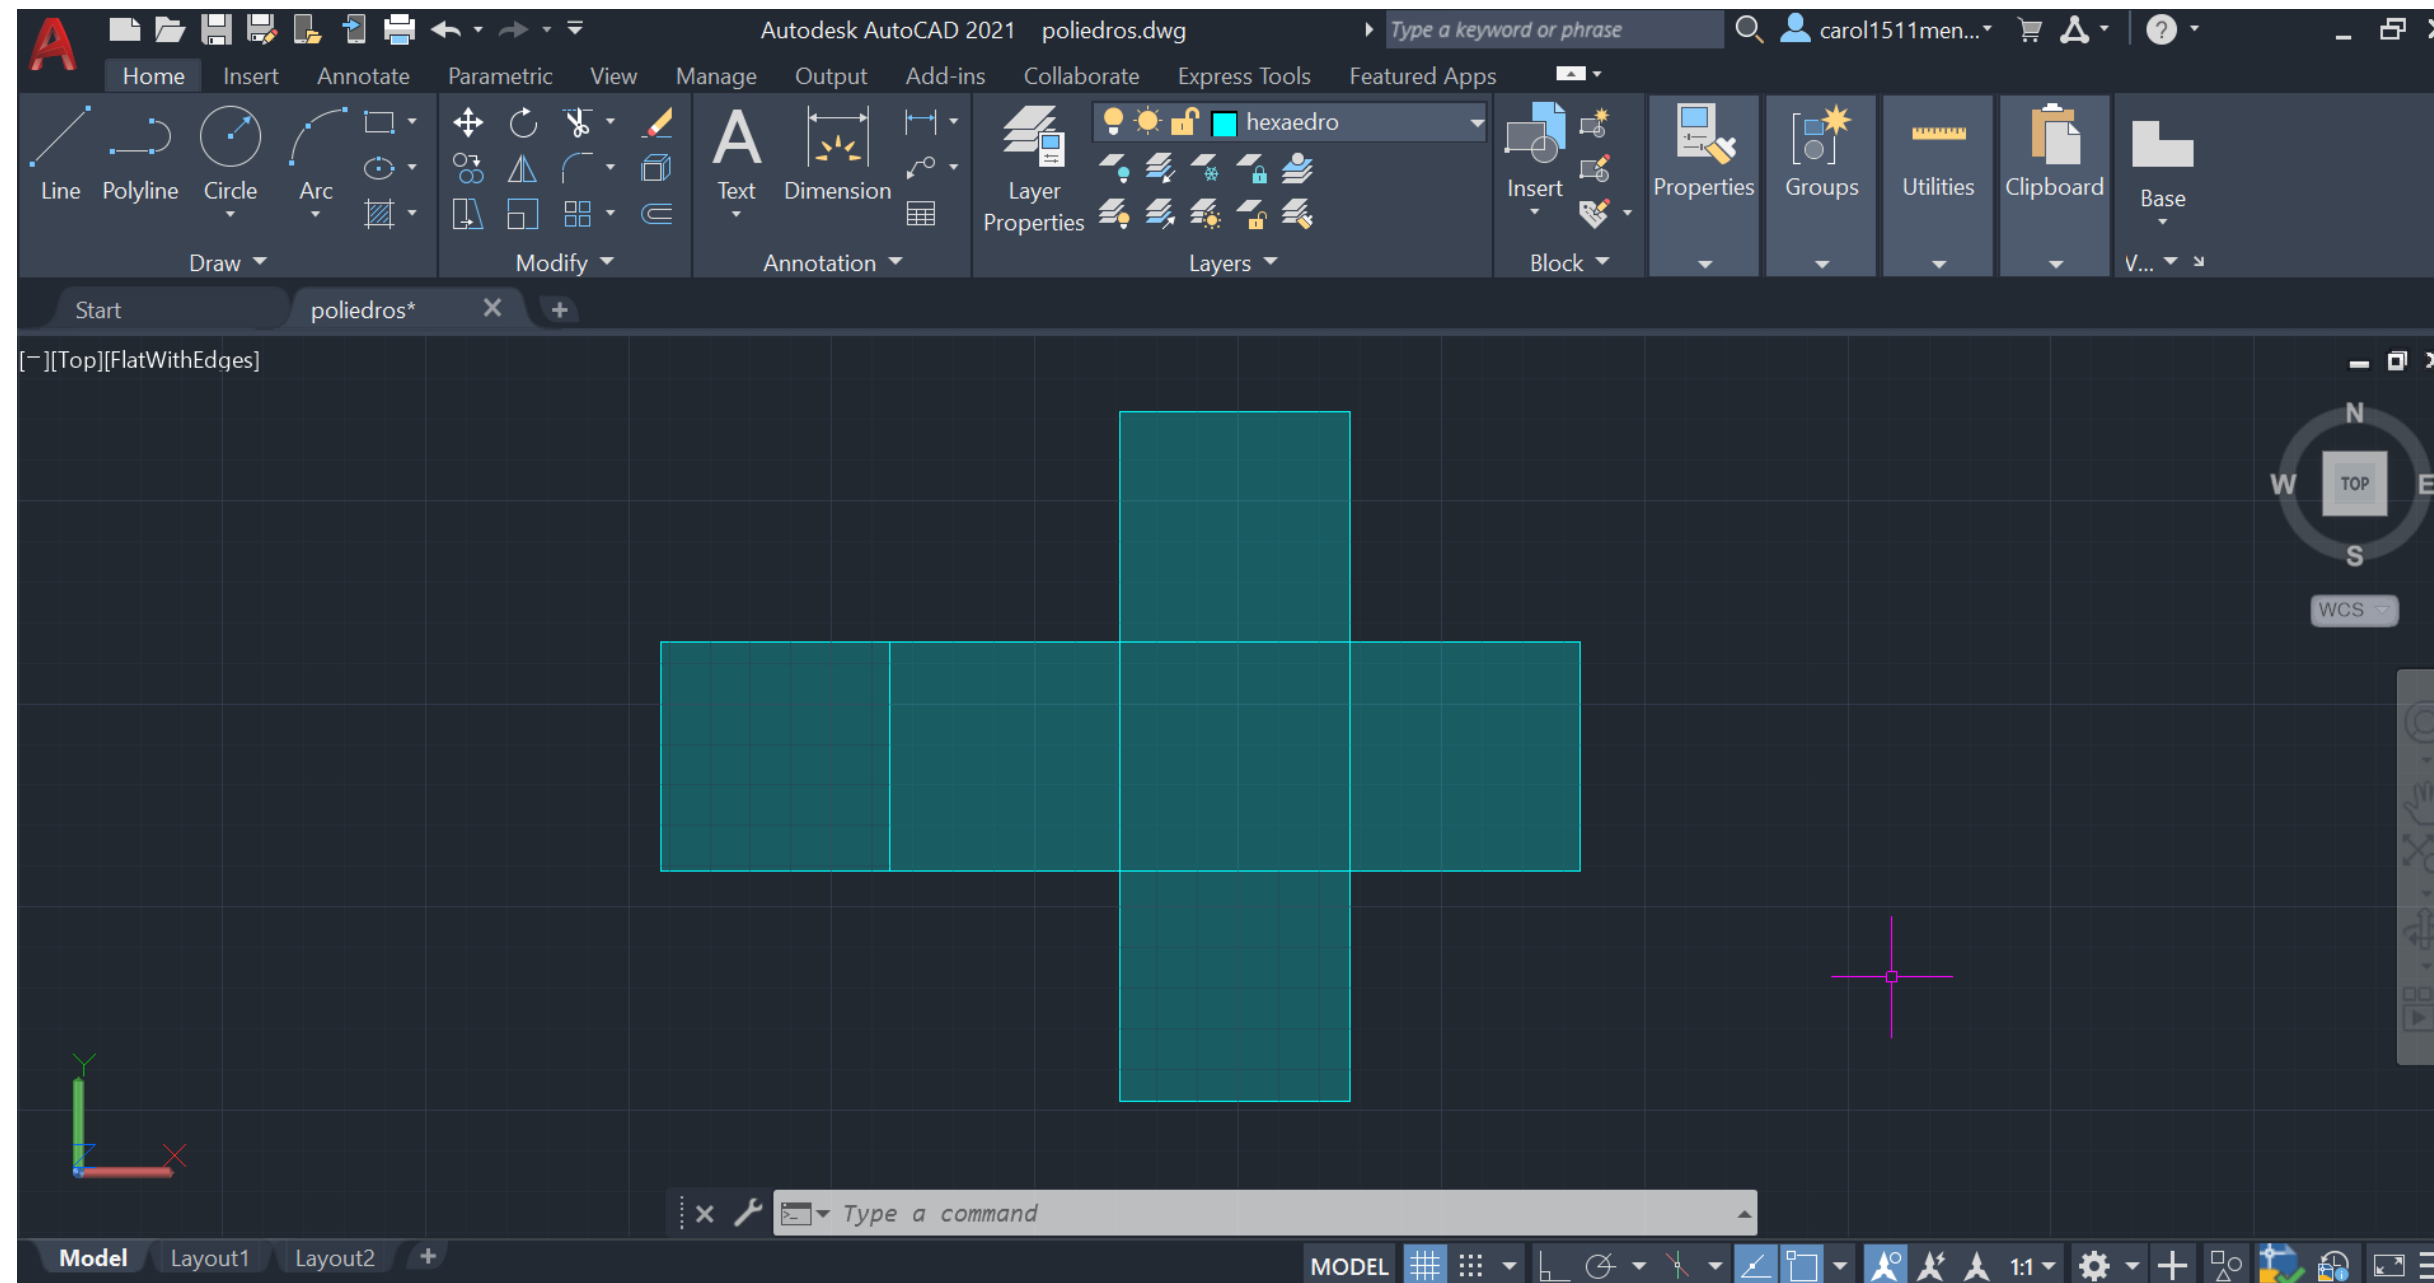 Autodesk AutoCAD 2021 poliedros.dwg Type a keyword or phrase carol1511men...
Home Insert Annotate Parametric View Manage Output Add-ins Collaborate Express Tools Featured Apps
hexaedro
Line Polyline Circle Arc Text Dimension Layer Properties Insert Properties Groups Utilities Clipboard Base
Draw Modify Annotation Layers Block V...
Start poliedros*
[−][Top][FlatWithEdges]
N
W TOP E
S
WCS
Y
Z X
Type a command
Model Layout1 Layout2 MODEL 1:1